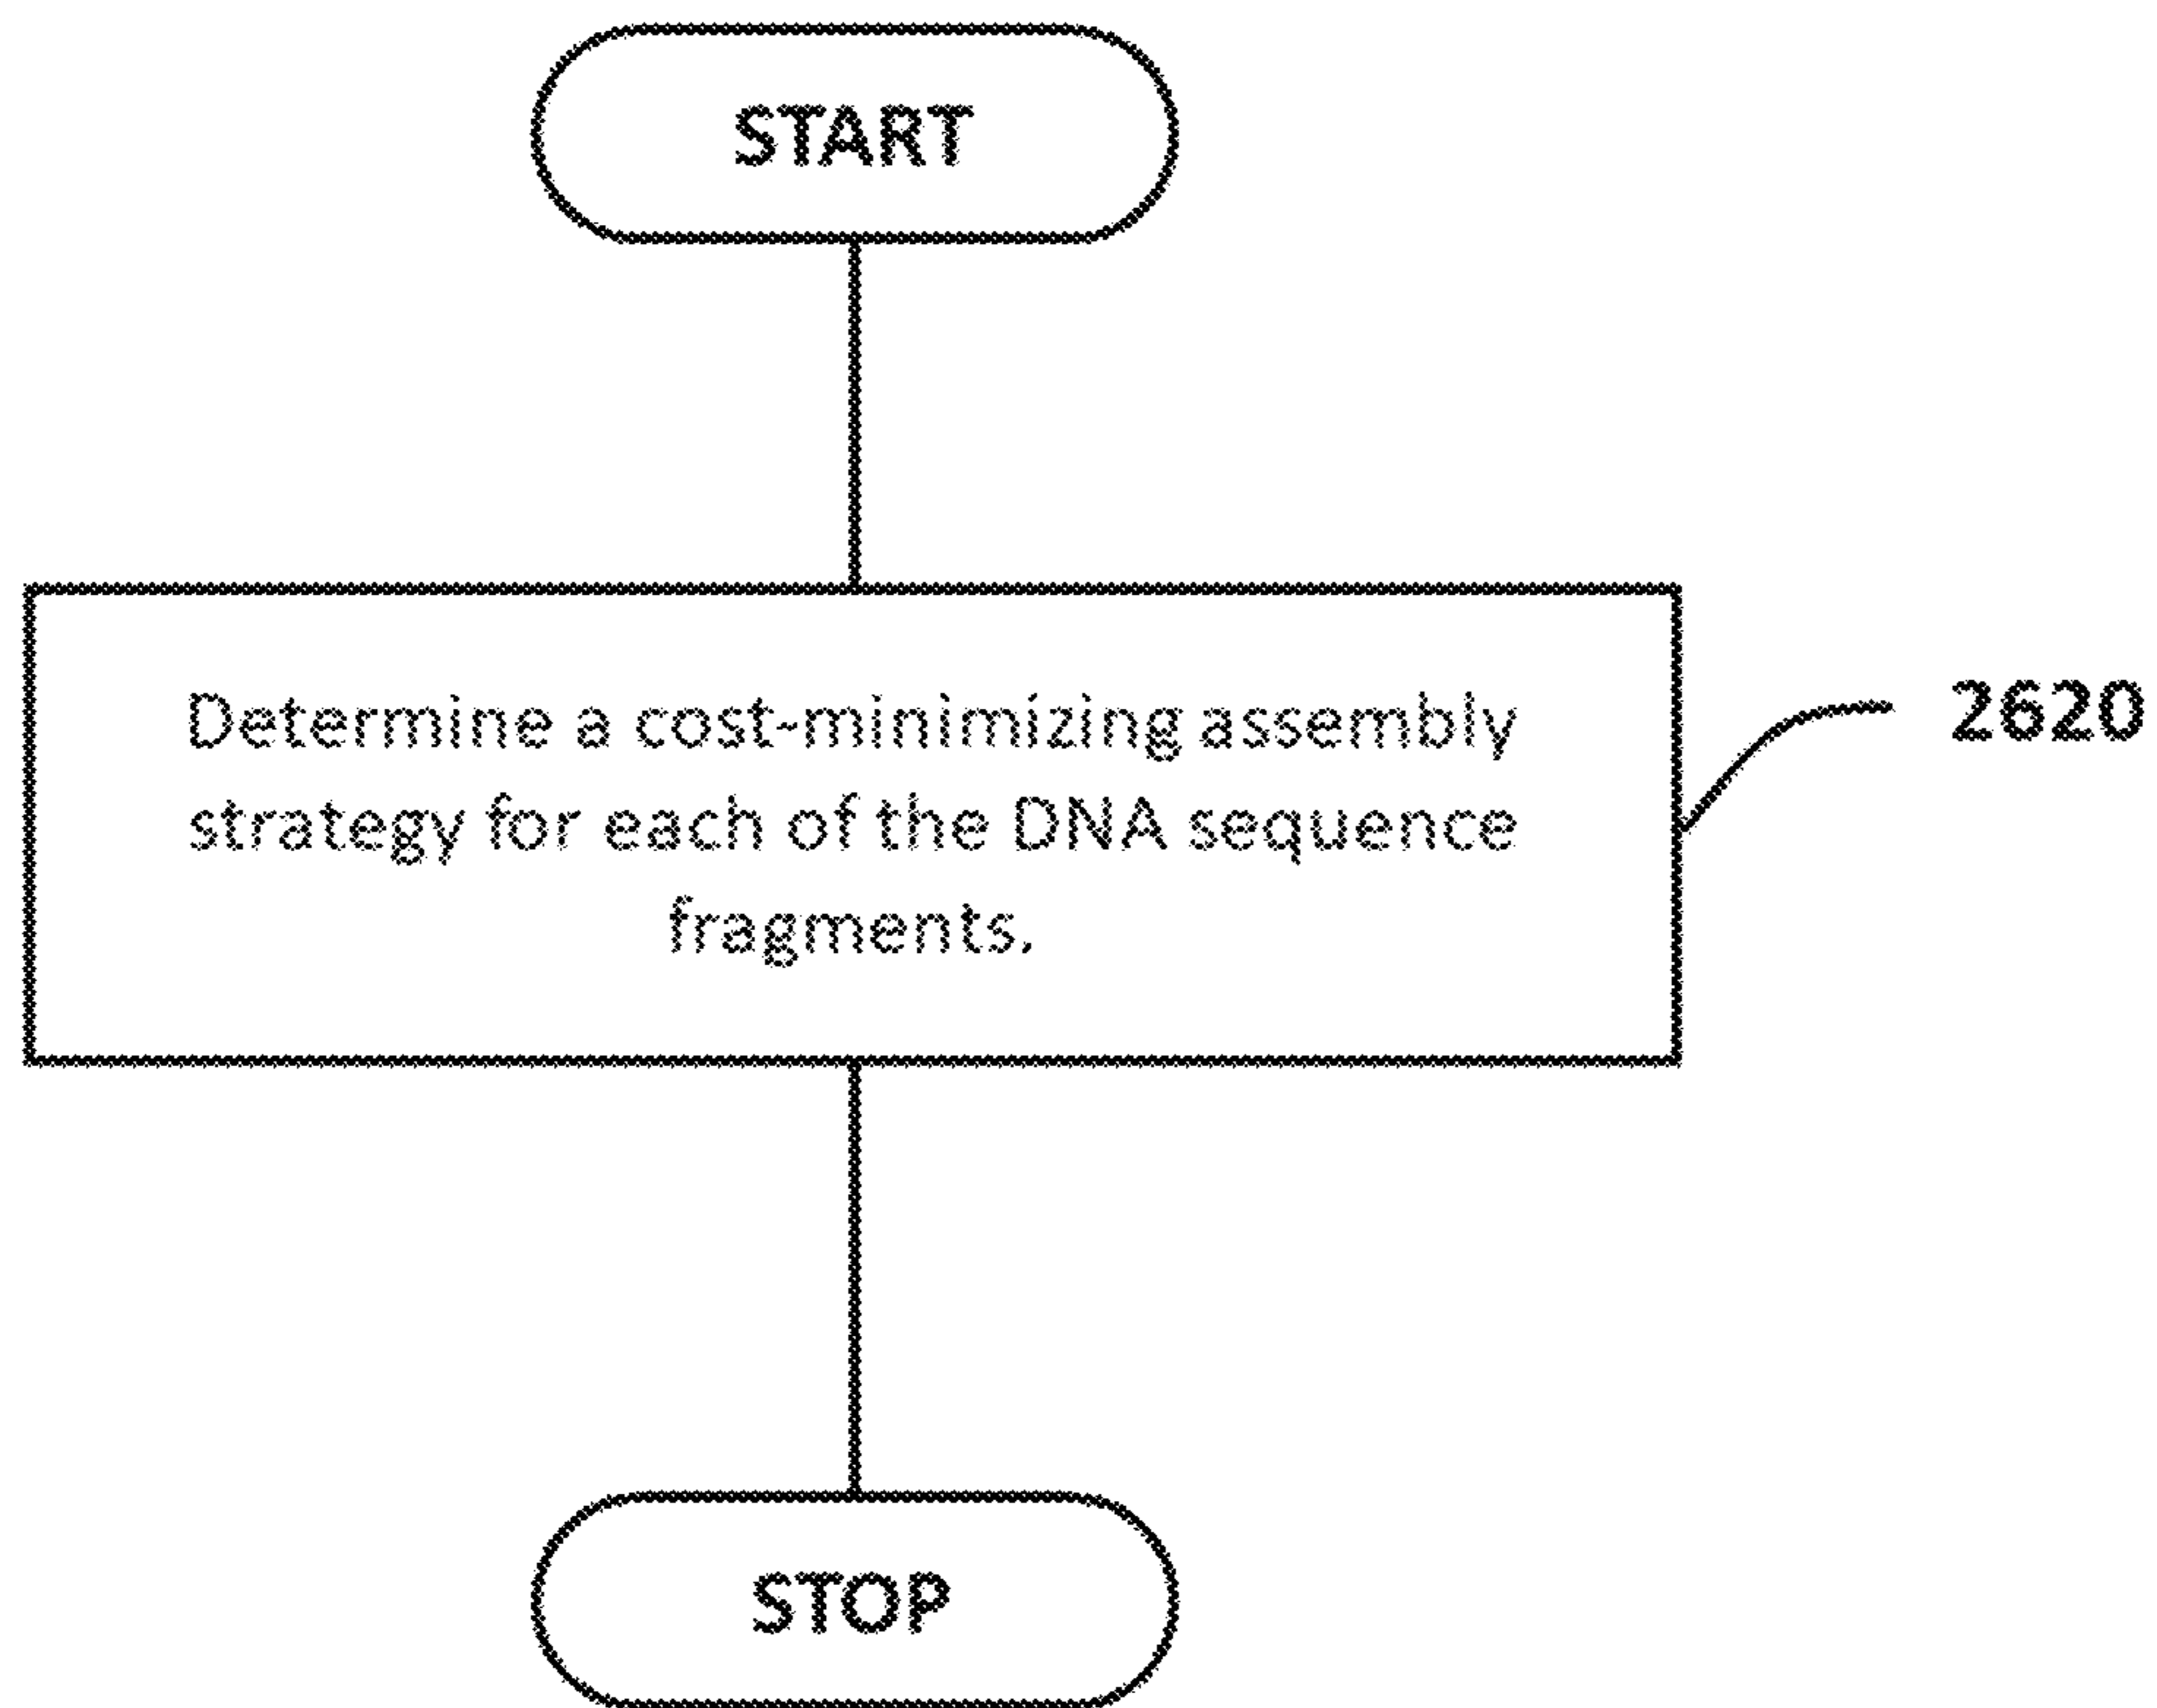 START
Determine a cost-minimizing assembly
strategy for each of the DNA sequence
fragments.
2620
STOP